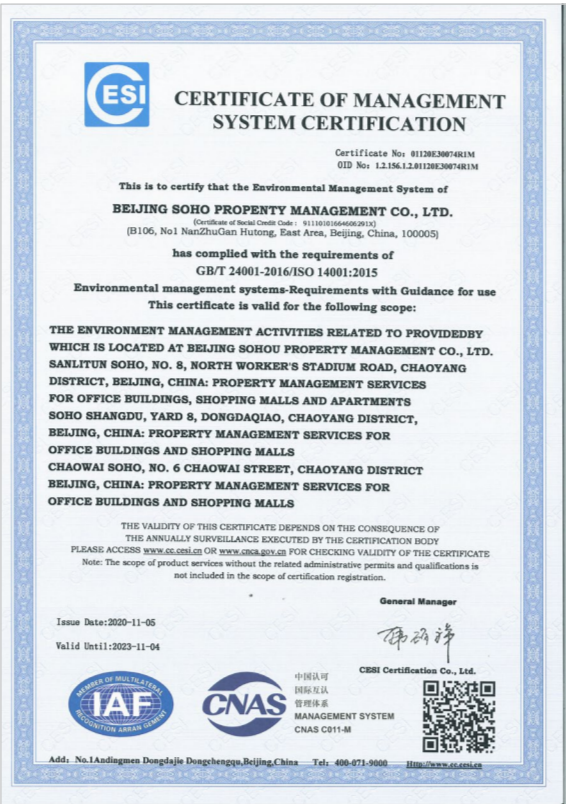 CESI
CERTIFICATE OF MANAGEMENT
SYSTEM CERTIFICATION
Certificate No: 01120E30074R1M
OID No: 1.2.156.1.2.01120E30074R1M
This is to certify that the Environmental Management System of
BEIJING SOHO PROPENTY MANAGEMENT CO., LTD.
(Certificate of Social Credit Code : 91110101664606291X)
(B106, No1 NanZhuGan Hutong, East Area, Beijing, China, 100005)
has complied with the requirements of
GB/T 24001-2016/ISO 14001:2015
Environmental management systems-Requirements with Guidance for use
This certificate is valid for the following scope:
THE ENVIRONMENT MANAGEMENT ACTIVITIES RELATED TO PROVIDEDBY
WHICH IS LOCATED AT BEIJING SOHOU PROPERTY MANAGEMENT CO., LTD.
SANLITUN SOHO, NO. 8, NORTH WORKER'S STADIUM ROAD, CHAOYANG
DISTRICT, BEIJING, CHINA: PROPERTY MANAGEMENT SERVICES
FOR OFFICE BUILDINGS, SHOPPING MALLS AND APARTMENTS
SOHO SHANGDU, YARD 8, DONGDAQIAO, CHAOYANG DISTRICT,
BEIJING, CHINA: PROPERTY MANAGEMENT SERVICES FOR
OFFICE BUILDINGS AND SHOPPING MALLS
CHAOWAI SOHO, NO. 6 CHAOWAI STREET, CHAOYANG DISTRICT
BEIJING, CHINA: PROPERTY MANAGEMENT SERVICES FOR
OFFICE BUILDINGS AND SHOPPING MALLS
THE VALIDITY OF THIS CERTIFICATE DEPENDS ON THE CONSEQUENCE OF
THE ANNUALLY SURVEILLANCE EXECUTED BY THE CERTIFICATION BODY
PLEASE ACCESS www.cc.cesi.cn OR www.cnca.gov.cn FOR CHECKING VALIDITY OF THE CERTIFICATE
Note: The scope of product services without the related administrative permits and qualifications is
not included in the scope of certification registration.
General Manager
Issue Date:2020-11-05
Valid Until:2023-11-04
CESI Certification Co., Ltd.
MEMBER OF MULTILATERAL
IAF
RECOGNITION ARRANGEMENT
CNAS
中国认可
国际互认
管理体系
MANAGEMENT SYSTEM
CNAS C011-M
Add: No.1Andingmen Dongdajie Dongchengqu,Beijing,China Tel: 400-071-9000 Http://www.cc.cesi.cn